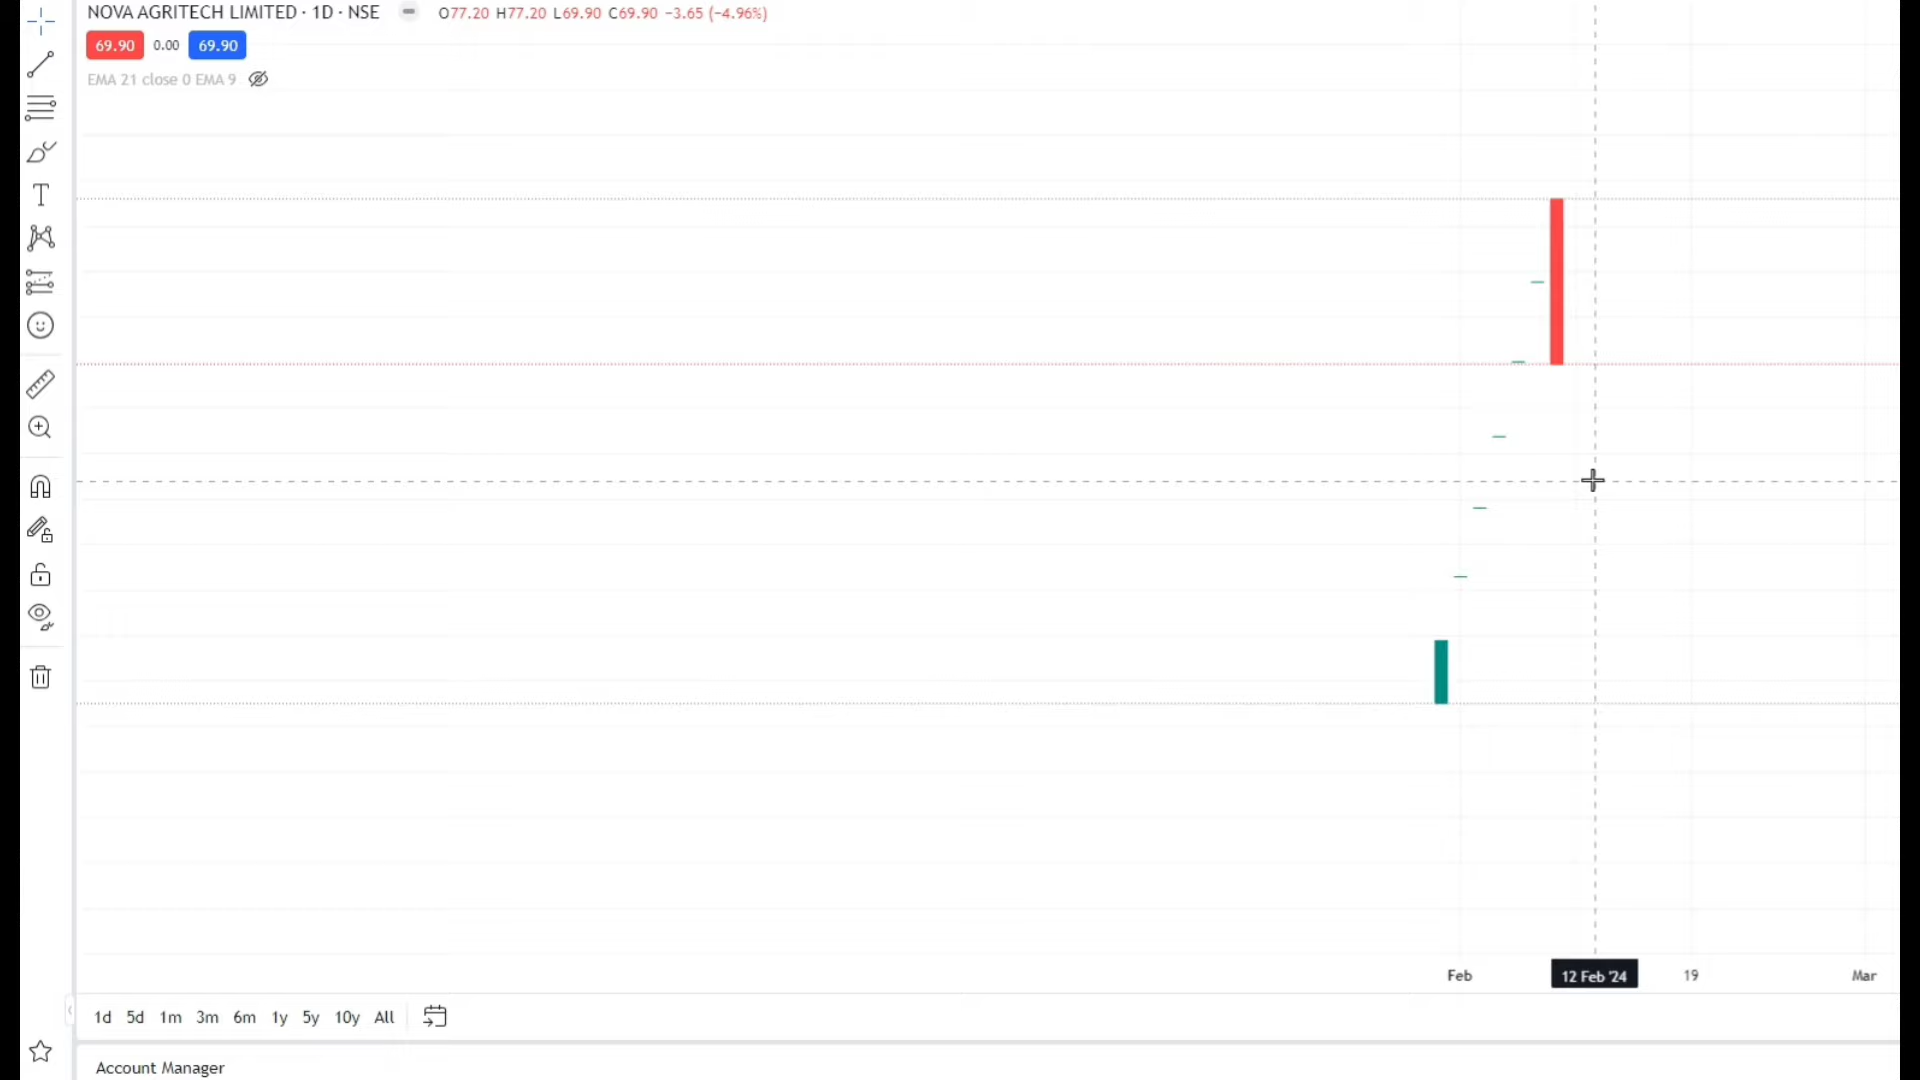 NOVA AGRITECH LIMITED · 1D · NSE O77.20 H77.20 L69.90 C69.90 −3.65 (−4.96%)
69.90 0.00 69.90
EMA 21 close 0 EMA 9
Feb 12 Feb '24 19 Mar
1d 5d 1m 3m 6m 1y 5y 10y All
Account Manager